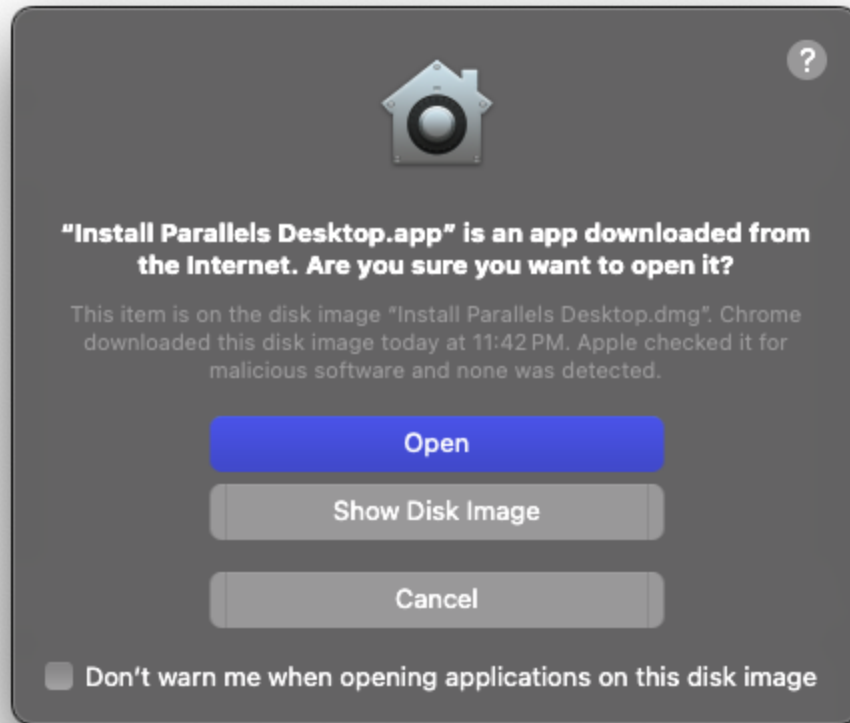 ?
“Install Parallels Desktop.app” is an app downloaded from
the Internet. Are you sure you want to open it?
This item is on the disk image “Install Parallels Desktop.dmg”. Chrome
downloaded this disk image today at 11:42 PM. Apple checked it for
malicious software and none was detected.
Open
Show Disk Image
Cancel
Don’t warn me when opening applications on this disk image